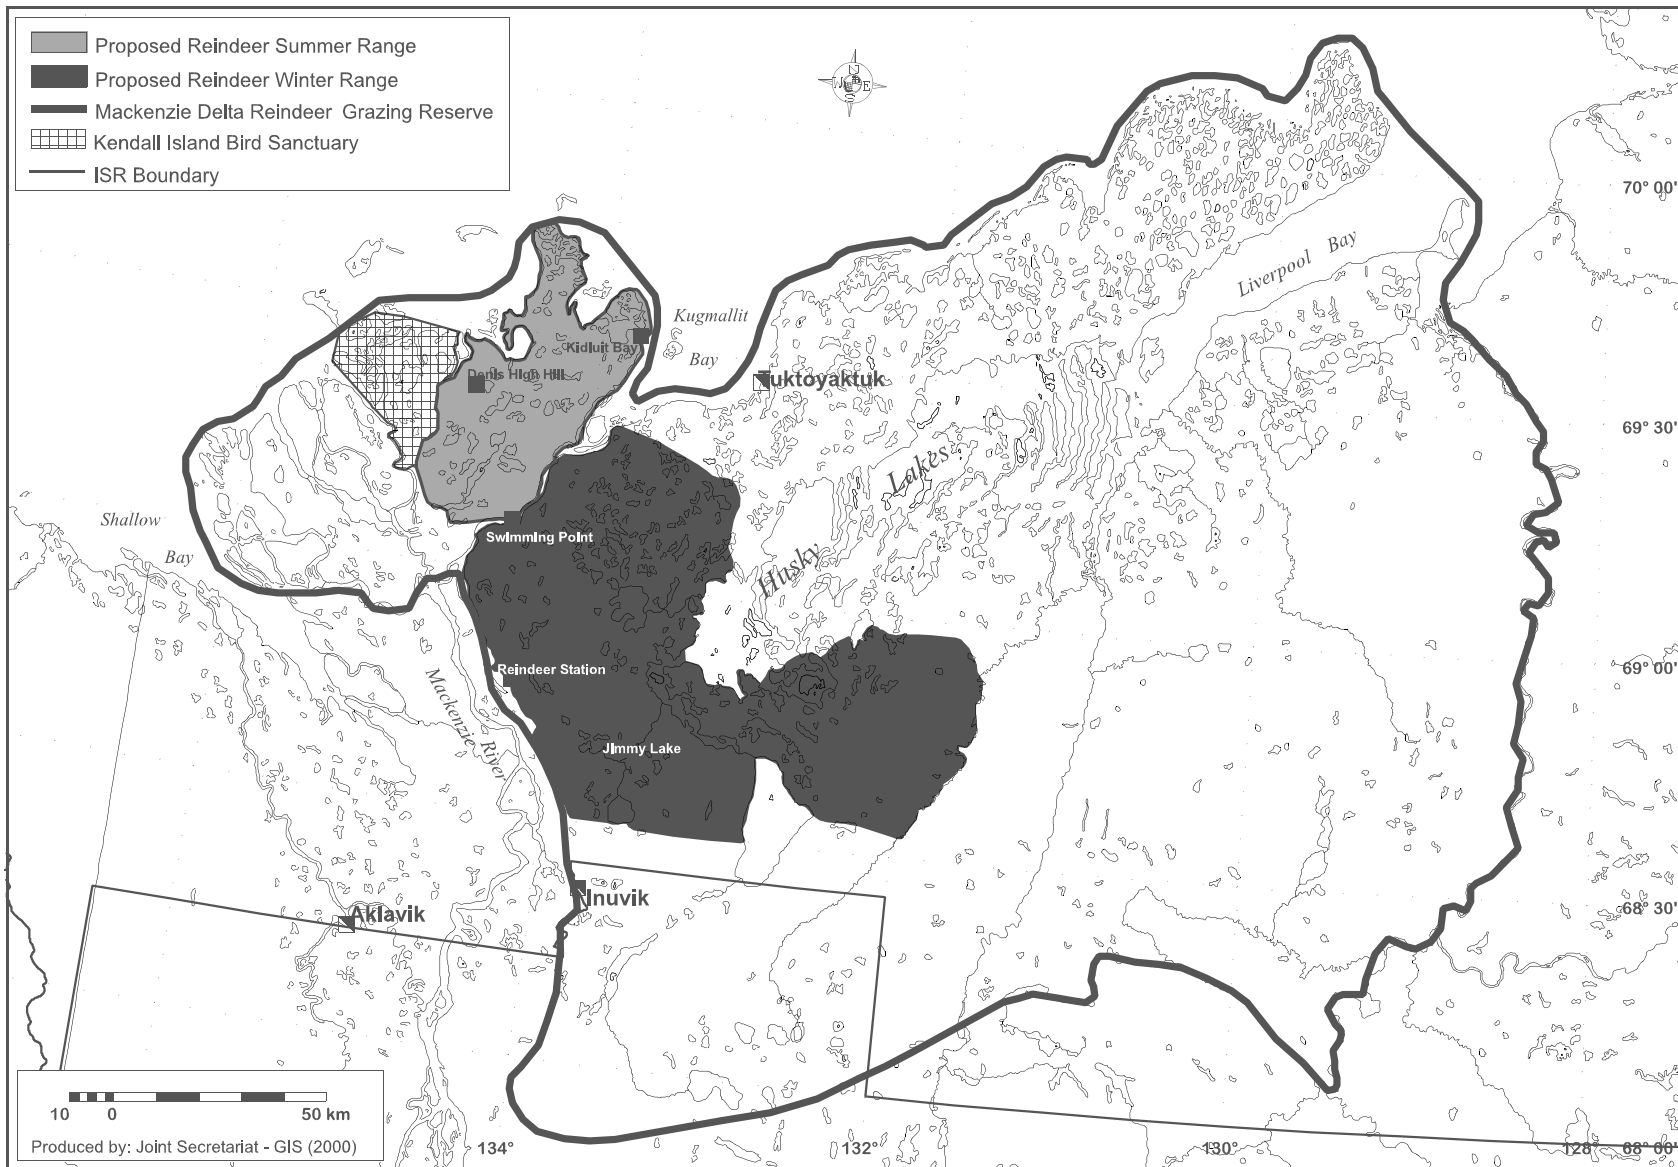 Proposed Reindeer Summer Range
Proposed Reindeer Winter Range
Mackenzie Delta Reindeer Grazing Reserve
Kendall Island Bird Sanctuary
ISR Boundary
N
W
E
S
70° 00'
Liverpool Bay
Kugmallit
Bay
Kidluit Bay
Denis High Hill
Tuktoyaktuk
69° 30'
Husky Lakes
Shallow
Bay
Swimming Point
Reindeer Station
69° 00'
Mackenzie River
Jimmy Lake
Inuvik
Aklavik
68° 30'
10 0 50 km
Produced by: Joint Secretariat - GIS (2000)
134° 132° 130° 128° 68° 00'